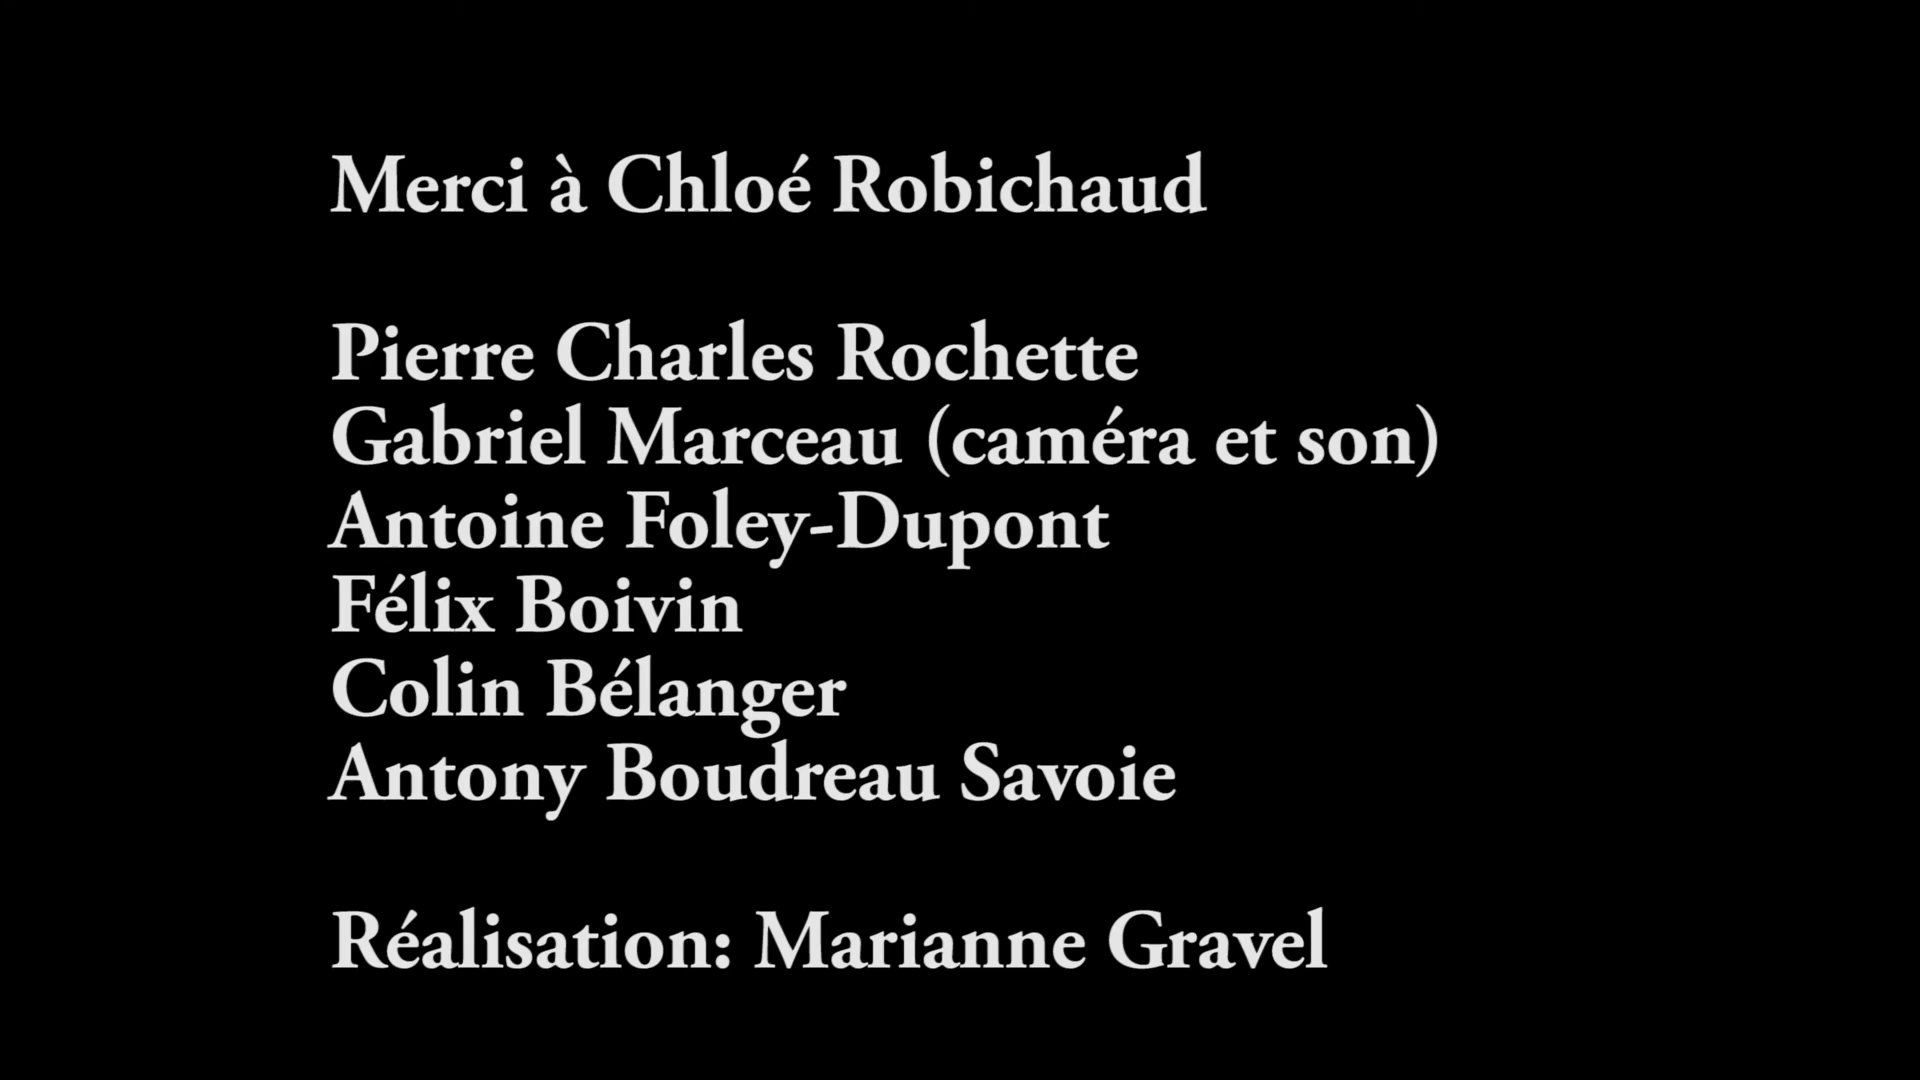 Merci à Chloé Robichaud
Pierre Charles Rochette
Gabriel Marceau (caméra et son)
Antoine Foley-Dupont
Félix Boivin
Colin Bélanger
Antony Boudreau Savoie
Réalisation: Marianne Gravel